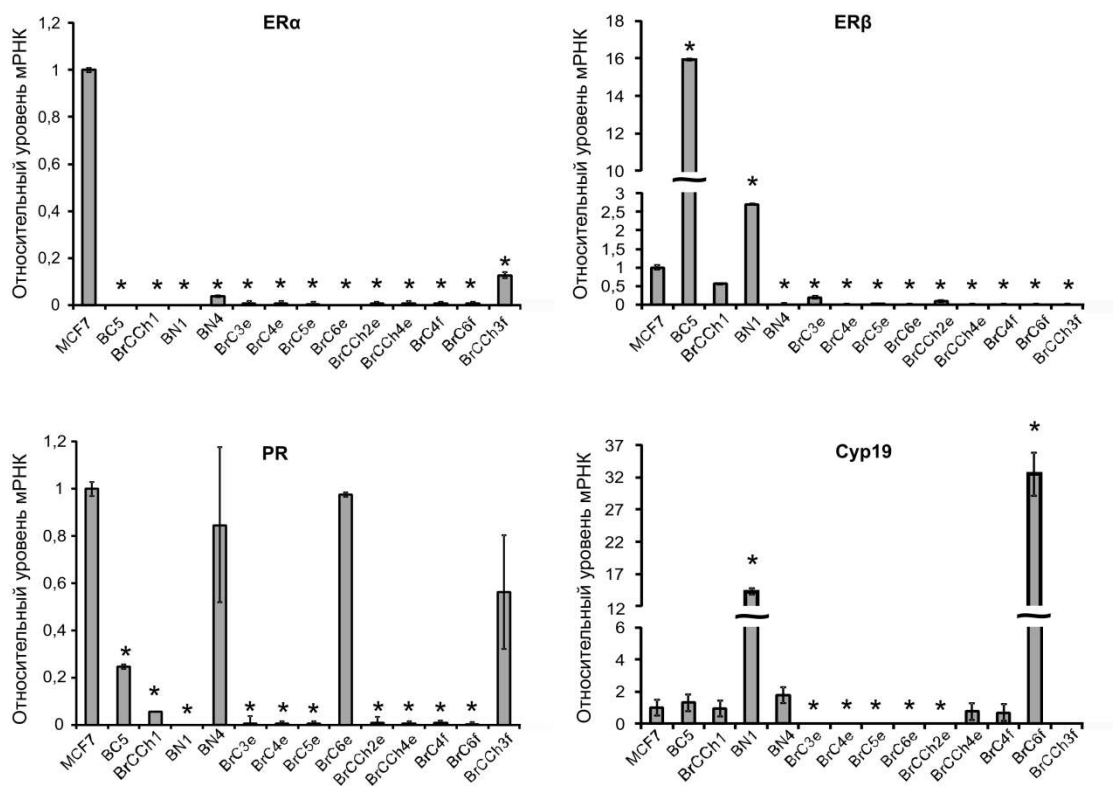 ERα
Относительный уровень мРНК
1,2
1
0,8
0,6
0,4
0,2
0
* * * * * * * * * * * * *
MCF7 BC5 BrCCh1 BN1 BN4 BrC3e BrC4e BrC5e BrC6e BrCCh2e BrCCh4e BrC4f BrC6f BrCCh3f
ERβ
Относительный уровень мРНК
18
16
14
12
10
3
2,5
2
1,5
1
0,5
0
* * * * * * * * * * * *
MCF7 BC5 BrCCh1 BN1 BN4 BrC3e BrC4e BrC5e BrC6e BrCCh2e BrCCh4e BrC4f BrC6f BrCCh3f
PR
Относительный уровень мРНК
1,2
1
0,8
0,6
0,4
0,2
0
* * * * * * * * * *
MCF7 BC5 BrCCh1 BN1 BN4 BrC3e BrC4e BrC5e BrC6e BrCCh2e BrCCh4e BrC4f BrC6f BrCCh3f
Cyp19
Относительный уровень мРНК
37
32
27
22
17
12
6
4
2
0
* * * * * * *
MCF7 BC5 BrCCh1 BN1 BN4 BrC3e BrC4e BrC5e BrC6e BrCCh2e BrCCh4e BrC4f BrC6f BrCCh3f